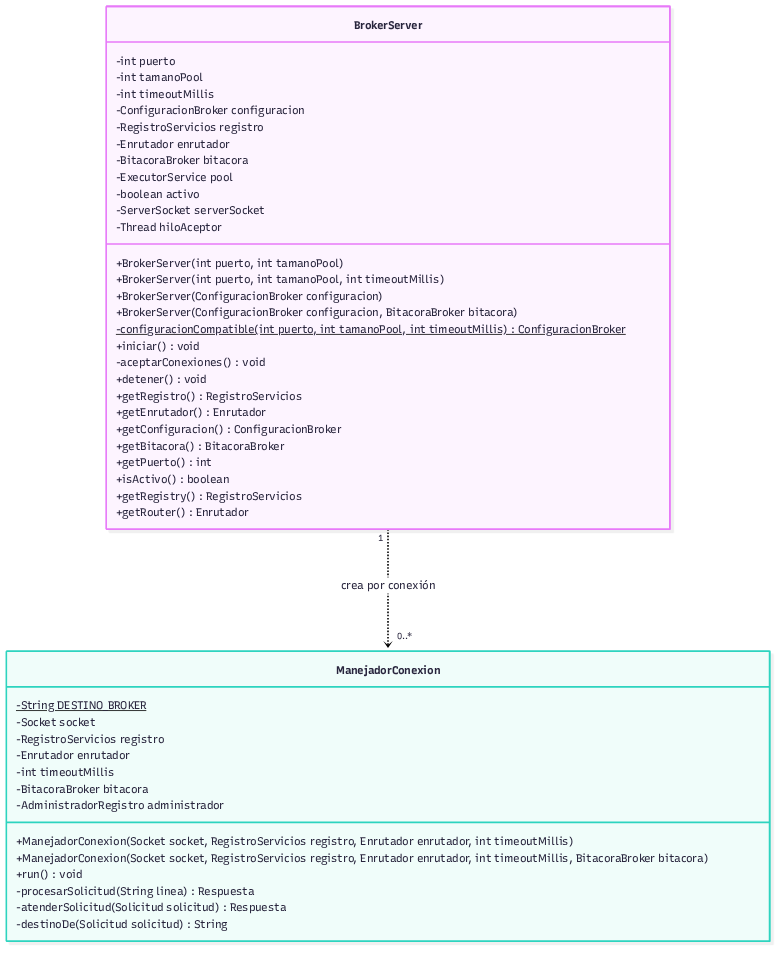 BrokerServer
-int puerto
-int tamanoPool
-int timeoutMillis
-ConfiguracionBroker configuracion
-RegistroServicios registro
-Enrutador enrutador
-BitacoraBroker bitacora
-ExecutorService pool
-boolean activo
-ServerSocket serverSocket
-Thread hiloAceptor
+BrokerServer(int puerto, int tamanoPool)
+BrokerServer(int puerto, int tamanoPool, int timeoutMillis)
+BrokerServer(ConfiguracionBroker configuracion)
+BrokerServer(ConfiguracionBroker configuracion, BitacoraBroker bitacora)
-configuracionCompatible(int puerto, int tamanoPool, int timeoutMillis) : ConfiguracionBroker
+iniciar() : void
-aceptarConexiones() : void
+detener() : void
+getRegistro() : RegistroServicios
+getEnrutador() : Enrutador
+getConfiguracion() : ConfiguracionBroker
+getBitacora() : BitacoraBroker
+getPuerto() : int
+isActivo() : boolean
+getRegistry() : RegistroServicios
+getRouter() : Enrutador
1
crea por conexión
0..*
ManejadorConexion
-String DESTINO_BROKER
-Socket socket
-RegistroServicios registro
-Enrutador enrutador
-int timeoutMillis
-BitacoraBroker bitacora
-AdministradorRegistro administrador
+ManejadorConexion(Socket socket, RegistroServicios registro, Enrutador enrutador, int timeoutMillis)
+ManejadorConexion(Socket socket, RegistroServicios registro, Enrutador enrutador, int timeoutMillis, BitacoraBroker bitacora)
+run() : void
-procesarSolicitud(String linea) : Respuesta
-atenderSolicitud(Solicitud solicitud) : Respuesta
-destinoDe(Solicitud solicitud) : String